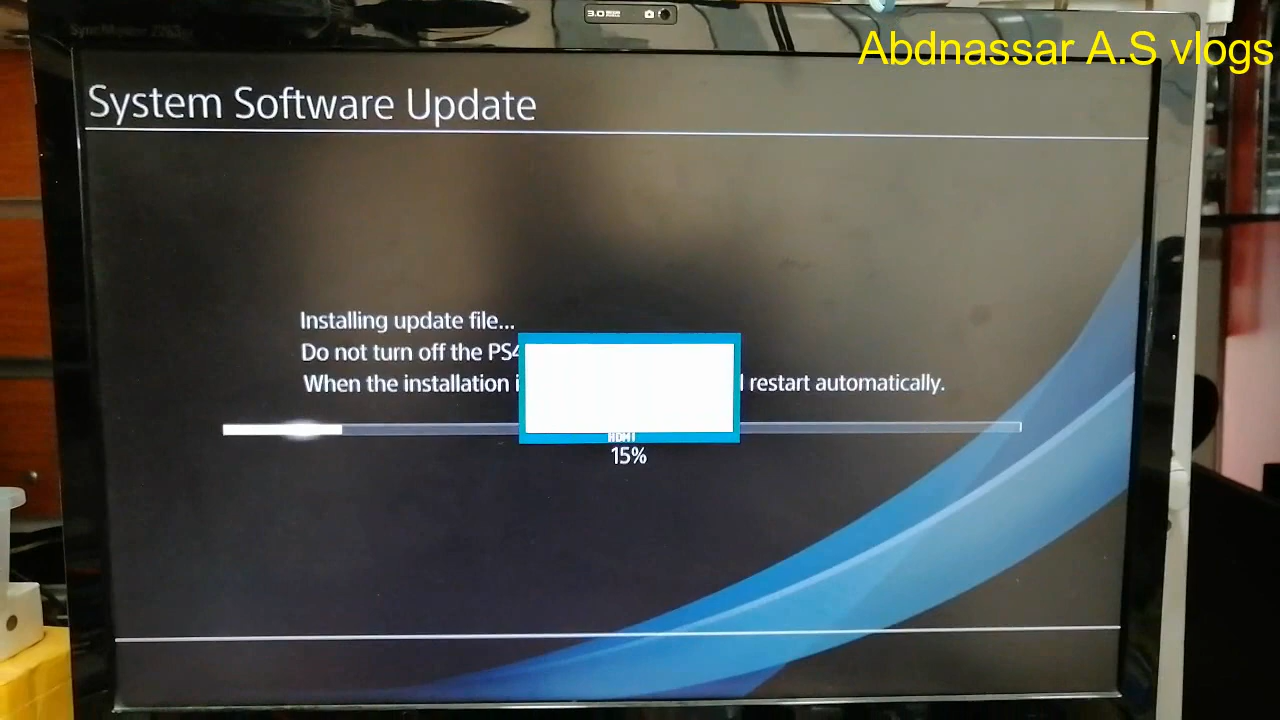 Abdnassar A.S vlogs
3.0
System Software Update
Installing update file...
Do not turn off the PS4
When the installation i
restart automatically.
HDMI
15%